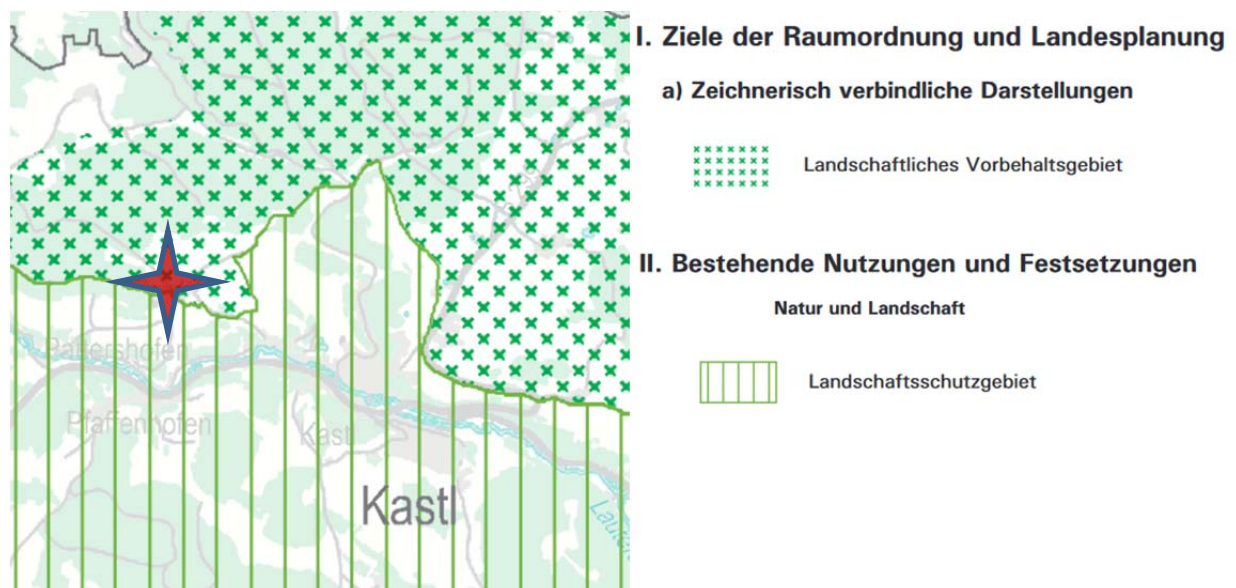 I. Ziele der Raumordnung und Landesplanung
a) Zeichnerisch verbindliche Darstellungen
Landschaftliches Vorbehaltsgebiet
II. Bestehende Nutzungen und Festsetzungen
Natur und Landschaft
Landschaftsschutzgebiet
Pfaffenhofen
Kastl
Kastl